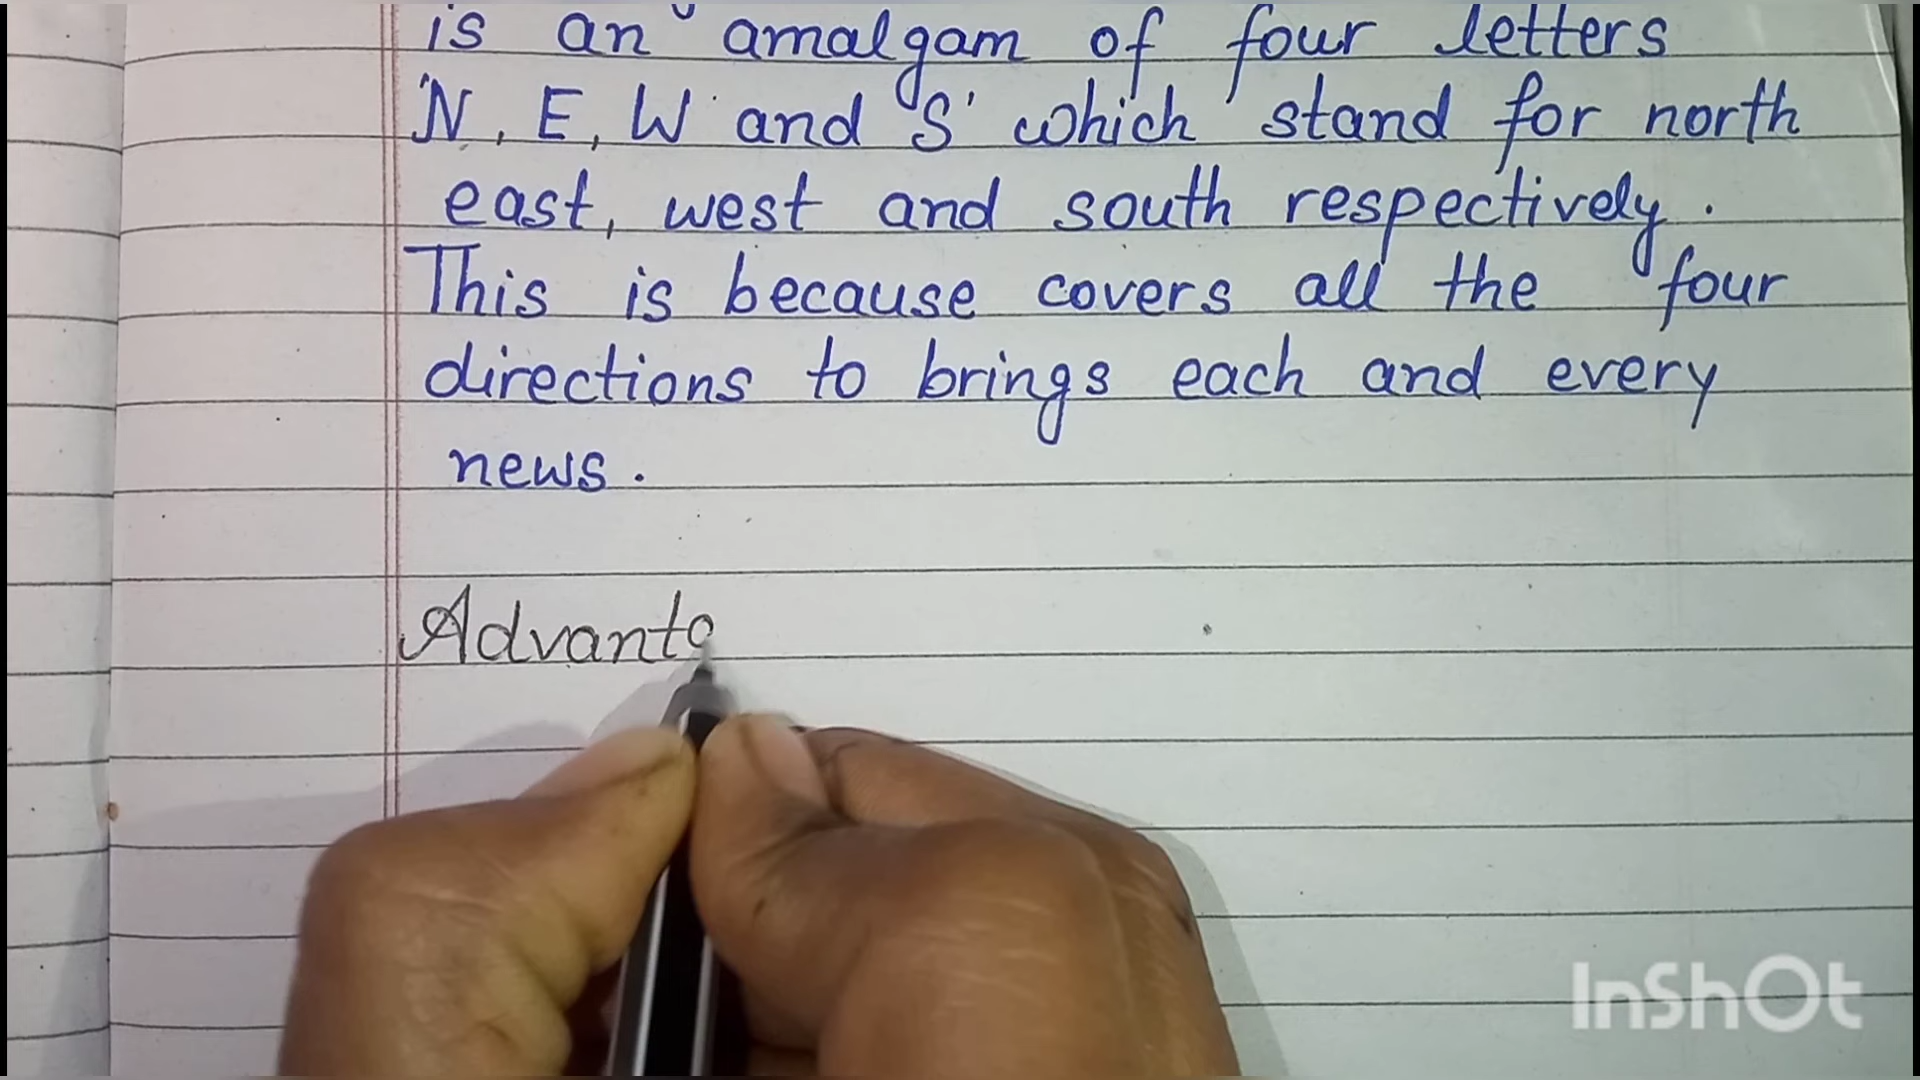 is an amalgam of four letters
'N, E, W and 'S' which stand for north
east, west and south respectively.
This is because covers all the four
directions to brings each and every
news.
Advanta
InShOt